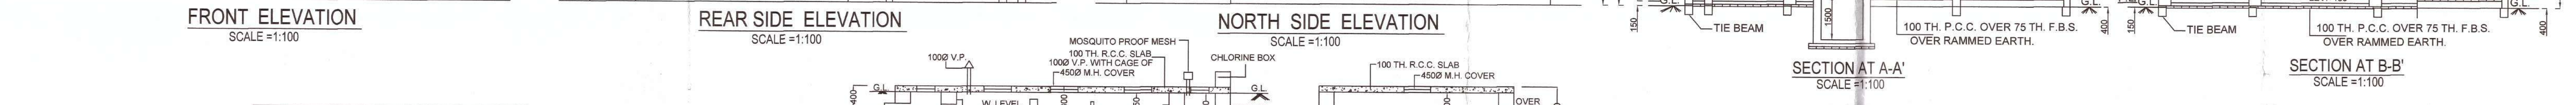 FRONT ELEVATION
SCALE =1:100
REAR SIDE ELEVATION
SCALE =1:100
NORTH SIDE ELEVATION
SCALE =1:100
G.L.
150
TIE BEAM
1500
100 TH. P.C.C. OVER 75 TH. F.B.S.
OVER RAMMED EARTH.
G.L.
400
SECTION AT A-A'
SCALE =1:100
150
G.L.
TIE BEAM
100 TH. P.C.C. OVER 75 TH. F.B.S.
OVER RAMMED EARTH.
G.L.
400
SECTION AT B-B'
SCALE =1:100
MOSQUITO PROOF MESH
100 TH. R.C.C. SLAB
100Ø V.P. WITH CAGE OF
450Ø M.H. COVER
100Ø V.P.
CHLORINE BOX
400
G.L.
W. LEVEL
G.L.
100 TH. R.C.C. SLAB
450Ø M.H. COVER
OVER